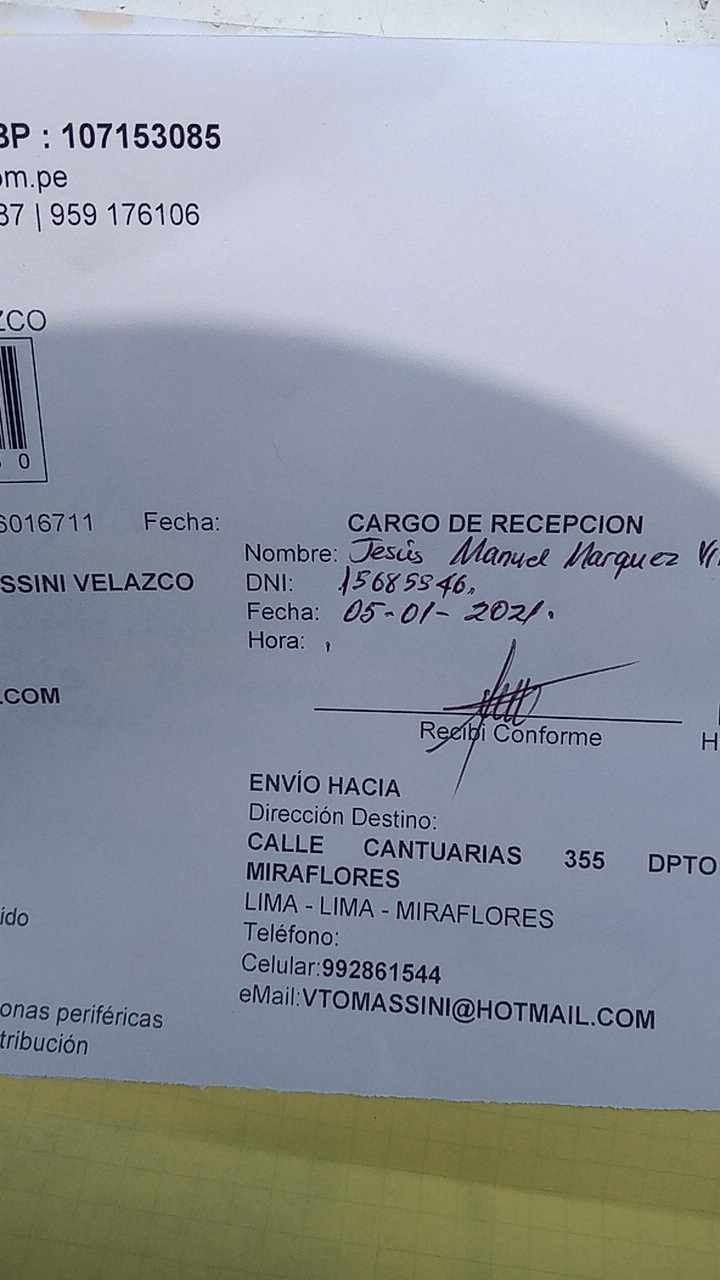 BP : 107153085
om.pe
87 | 959 176106
ZCO
0
6016711 Fecha:
SSINI VELAZCO
.COM
ído
onas periféricas
tribución
CARGO DE RECEPCION
Nombre: Jesús Manuel Marquez
DNI: 15685546.
Fecha: 05-01-2021.
Hora:
Recibi Conforme
H
ENVÍO HACIA
Dirección Destino:
CALLE CANTUARIAS 355 DPTO
MIRAFLORES
LIMA - LIMA - MIRAFLORES
Teléfono:
Celular:992861544
eMail:VTOMASSINI@HOTMAIL.COM